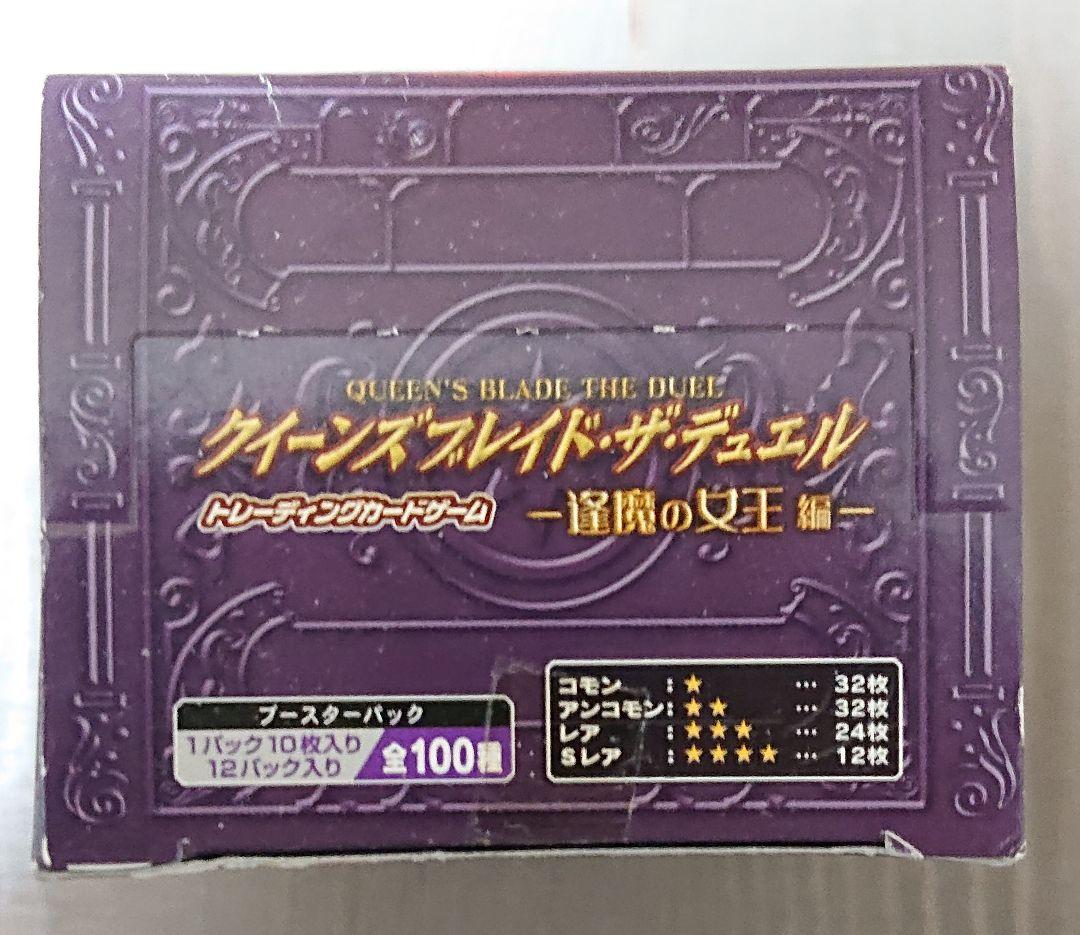 QUEEN'S BLADE THE DUEL
クイーンズブレイド・ザ・デュエル
トレーディングカードゲーム
－逢魔の女王 編－
ブースターパック
1パック10枚入り
12パック入り
全100種
コモン : ★ … 32枚
アンコモン: ★★ … 32枚
レア : ★★★ … 24枚
Sレア : ★★★★ … 12枚